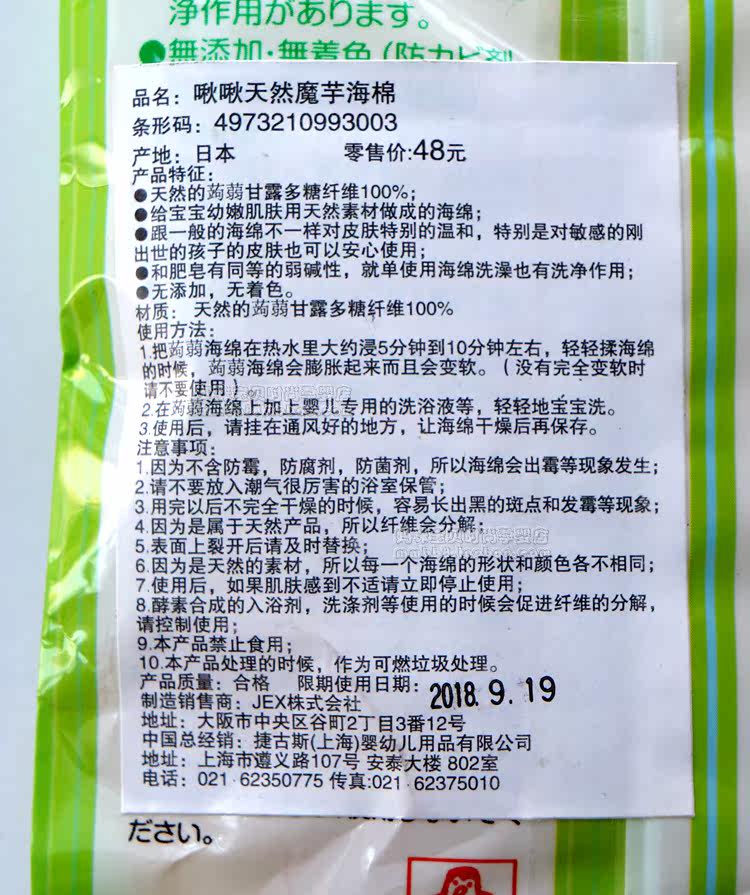 浄作用があります。
●無添加・無着色（防カビ剤
品名：啾啾天然魔芋海棉
条形码：4973210993003
产地：日本 零售价:48元
产品特征：
●天然的蒟蒻甘露多糖纤维100%；
●给宝宝幼嫩肌肤用天然素材做成的海绵；
●跟一般的海绵不一样对皮肤特别的温和，特别是对敏感的刚
出世的孩子的皮肤也可以安心使用；
●和肥皂有同等的弱碱性，就单使用海绵洗澡也有洗净作用；
●无添加，无着色。
材质：天然的蒟蒻甘露多糖纤维100%
使用方法：
1.把蒟蒻海绵在热水里大约浸5分钟到10分钟左右，轻轻揉海绵
的时候，蒟蒻海绵会膨胀起来而且会变软。（没有完全变软时
请不要使用）
2.在蒟蒻海绵上加上婴儿专用的洗浴液等，轻轻地宝宝洗。
3.使用后，请挂在通风好的地方，让海绵干燥后再保存。
注意事项：
1.因为不含防霉，防腐剂，防菌剂，所以海绵会出霉等现象发生；
2.请不要放入潮气很厉害的浴室保管；
3.用完以后不完全干燥的时候，容易长出黑的斑点和发霉等现象；
4.因为是属于天然产品，所以纤维会分解；
5.表面上裂开后请及时替换；
6.因为是天然的素材，所以每一个海绵的形状和颜色各不相同；
7.使用后，如果肌肤感到不适请立即停止使用；
8.酵素合成的入浴剂，洗涤剂等使用的时候会促进纤维的分解，
请控制使用；
9.本产品禁止食用；
10.本产品处理的时候，作为可燃垃圾处理。
产品质量：合格 限期使用日期：2018.9.19
制造销售商：JEX株式会社
地址：大阪市中央区谷町2丁目3番12号
中国总经销：捷古斯(上海)婴幼儿用品有限公司
地址：上海市遵义路107号 安泰大楼 802室
电话：021-62350775 传真:021-62375010
ださい。